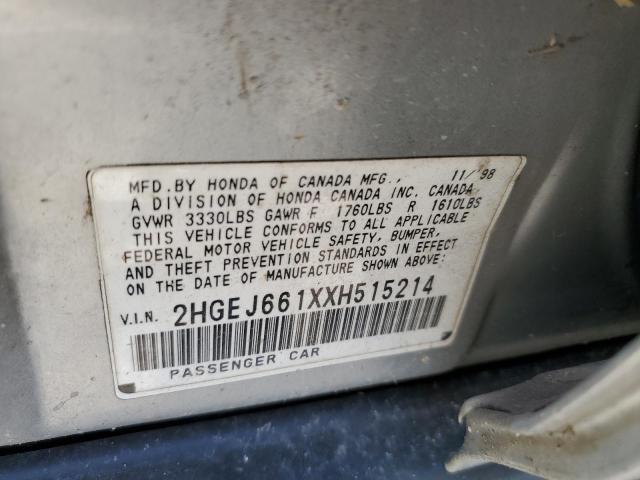 MFD. BY HONDA OF CANADA MFG., 11/98
A DIVISION OF HONDA CANADA INC. CANADA
GVWR 3330LBS GAWR F 1760LBS R 1610LBS
THIS VEHICLE CONFORMS TO ALL APPLICABLE
FEDERAL MOTOR VEHICLE SAFETY, BUMPER,
AND THEFT PREVENTION STANDARDS IN EFFECT
ON THE DATE OF MANUFACTURE SHOWN ABOVE:
V.I.N. 2HGEJ661XXH515214
PASSENGER CAR